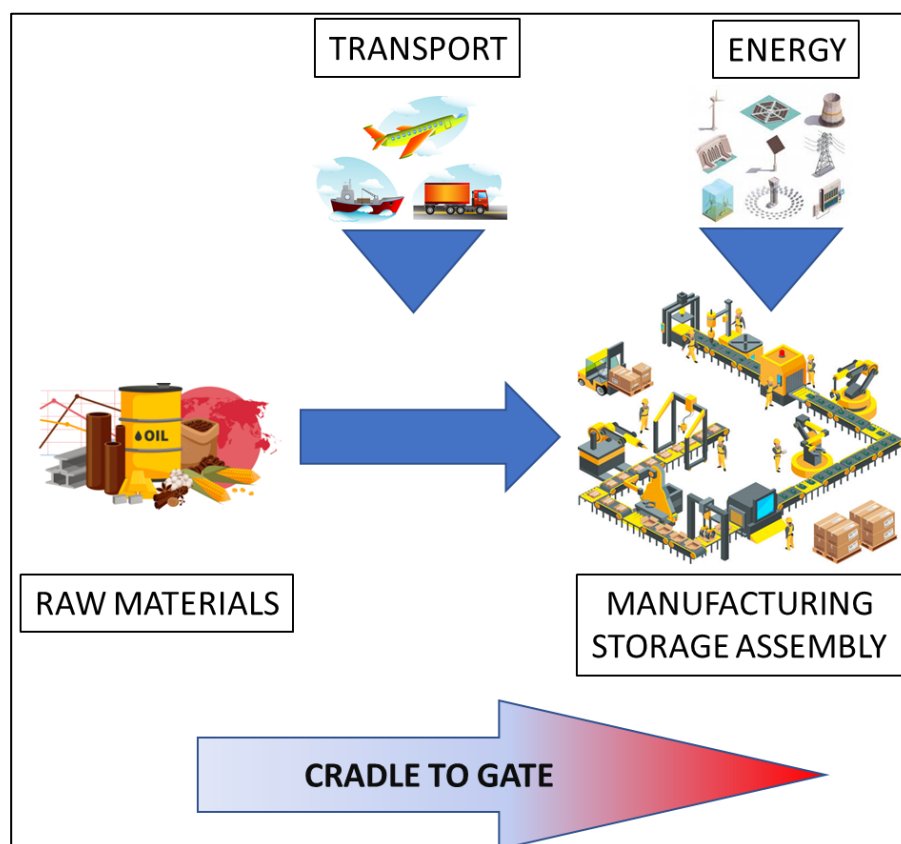 TRANSPORT
ENERGY
OIL
RAW MATERIALS
MANUFACTURING
STORAGE ASSEMBLY
CRADLE TO GATE